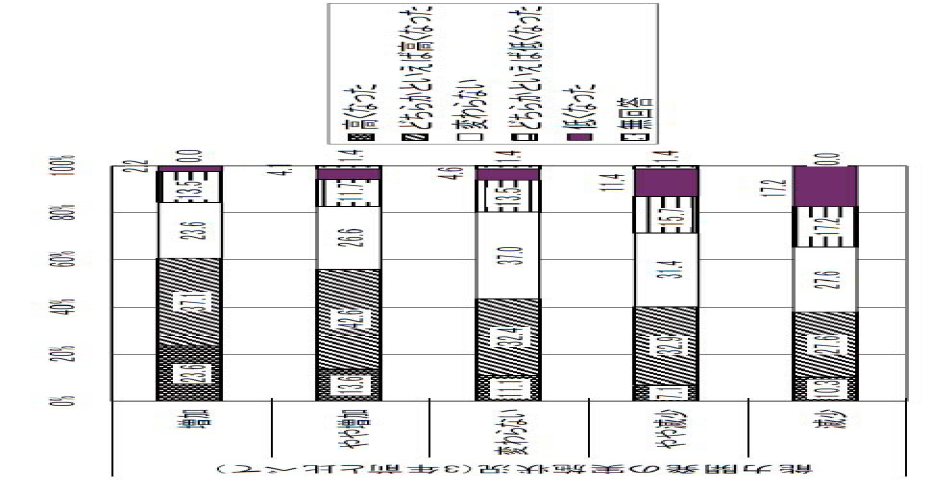 高くなった
どちらかといえば高くなった
変わらない
どちらかといえば低くなった
低くなった
無回答
0% 20% 40% 60% 80% 100%
増加 23.6 37.1 23.6 13.5 2.2 0.0
やや増加 13.6 42.6 26.6 11.7 4.1 1.4
変わらない 11.1 32.4 37.0 13.5 4.6 1.4
やや減少 7.1 32.9 31.4 15.7 11.4 1.4
減少 10.3 27.6 27.6 17.2 17.2 0.0
能力開発の実施状況(3年前と比べて)